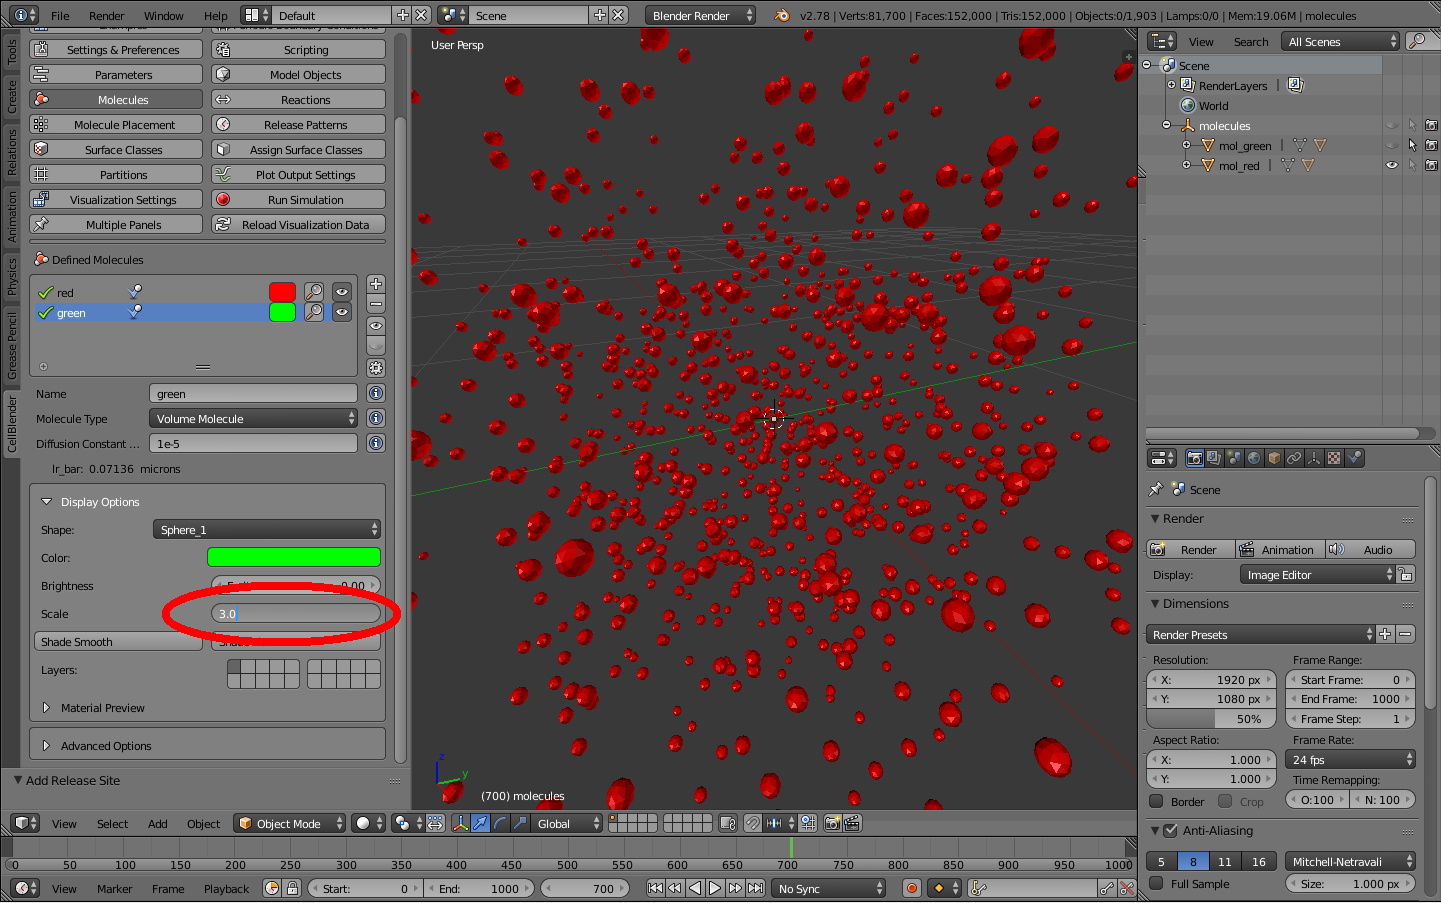 File Render Window Help Default Scene Blender Render v2.78 | Verts:81,700 | Faces:152,000 | Tris:152,000 | Objects:0/1,903 | Lamps:0/0 | Mem:19.06M | molecules
Tools
Create
Relations
Animation
Physics
Grease Pencil
CellBlender
Settings & Preferences Scripting
Parameters Model Objects
Molecules Reactions
Molecule Placement Release Patterns
Surface Classes Assign Surface Classes
Partitions Plot Output Settings
Visualization Settings Run Simulation
Multiple Panels Reload Visualization Data
Defined Molecules
red
green
Name green
Molecule Type Volume Molecule
Diffusion Constant ... 1e-5
lr_bar: 0.07136 microns
Display Options
Shape: Sphere_1
Color:
Brightness 0.00
Scale 3.0
Shade Smooth
Layers:
Material Preview
Advanced Options
Add Release Site
User Persp
z
y
(700) molecules
View Select Add Object Object Mode Global
0 50 100 150 200 250 300 350 400 450 500 550 600 650 700 750 800 850 900 950 1000
View Marker Frame Playback Start: 0 End: 1000 700 No Sync
View Search All Scenes
Scene
RenderLayers |
World
molecules
mol_green |
mol_red |
Scene
Render
Render Animation Audio
Display: Image Editor
Dimensions
Render Presets
Resolution: Frame Range:
X: 1920 px Start Frame: 0
Y: 1080 px End Frame: 1000
50% Frame Step: 1
Aspect Ratio: Frame Rate:
X: 1.000 24 fps
Y: 1.000 Time Remapping:
Border Crop O:100 N: 100
Anti-Aliasing
5 8 11 16 Mitchell-Netravali
Full Sample Size: 1.000 px